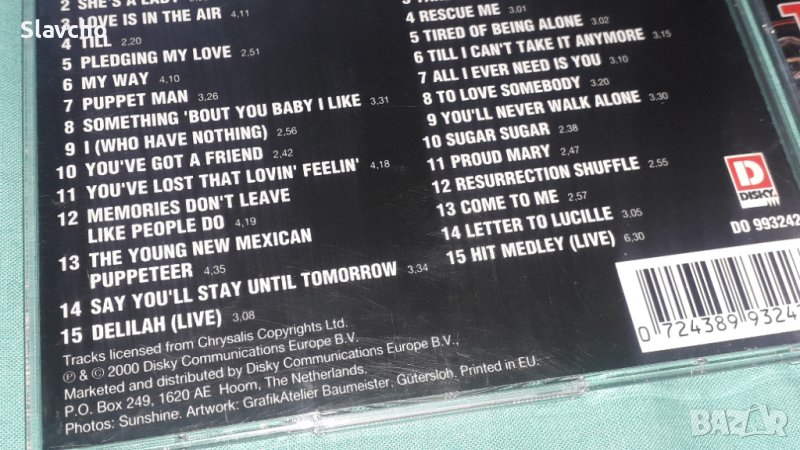 Slavcho
2 SHE'S A LADY
3 LOVE IS IN THE AIR 4,11
4 TILL 2.20
5 PLEDGING MY LOVE 2.51
6 MY WAY 4,10
7 PUPPET MAN 3.26
8 SOMETHING 'BOUT YOU BABY I LIKE 3,31
9 I (WHO HAVE NOTHING) 2.56
10 YOU'VE GOT A FRIEND 2,42
11 YOU'VE LOST THAT LOVIN' FEELIN' 4,18
12 MEMORIES DON'T LEAVE
LIKE PEOPLE DO 4,19
13 THE YOUNG NEW MEXICAN
PUPPETEER 4,35
14 SAY YOU'LL STAY UNTIL TOMORROW 3,34
15 DELILAH (LIVE) 3,08
4 RESCUE ME 3.01
5 TIRED OF BEING ALONE 3.02
6 TILL I CAN'T TAKE IT ANYMORE 3.15
7 ALL I EVER NEED IS YOU 3.10
8 TO LOVE SOMEBODY 3.20
9 YOU'LL NEVER WALK ALONE 3.30
10 SUGAR SUGAR 2.38
11 PROUD MARY 2.47
12 RESURRECTION SHUFFLE 2.55
13 COME TO ME 2.57
14 LETTER TO LUCILLE 3,05
15 HIT MEDLEY (LIVE) 6,30
D
DISKY
DO 993242
0 724389 9324
Tracks licensed from Chrysalis Copyrights Ltd.
℗ & © 2000 Disky Communications Europe B.V.,
Marketed and distributed by Disky Communications Europe B.V.,
P.O. Box 249, 1620 AE Hoorn, The Netherlands.
Photos: Sunshine. Artwork: GrafikAtelier Baumeister, Gütersloh. Printed in EU.
BAZAR